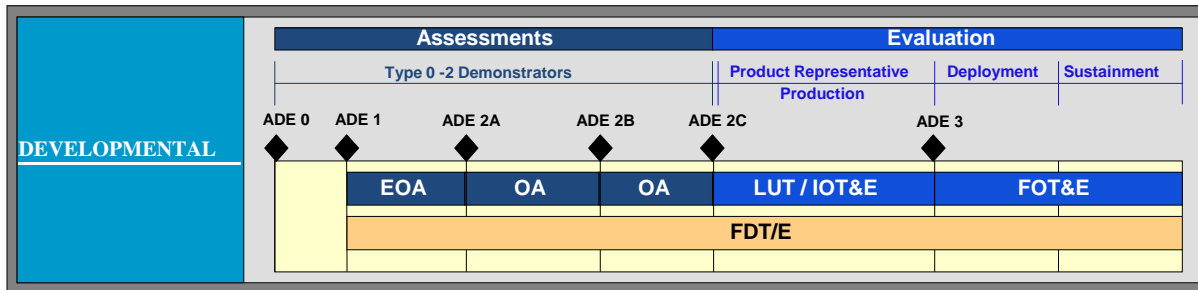 Assessments Evaluation
Type 0 -2 Demonstrators Product Representative Production Deployment Sustainment
ADE 0 ADE 1 ADE 2A ADE 2B ADE 2C ADE 3
DEVELOPMENTAL
EOA OA OA LUT / IOT&E FOT&E
FDT/E